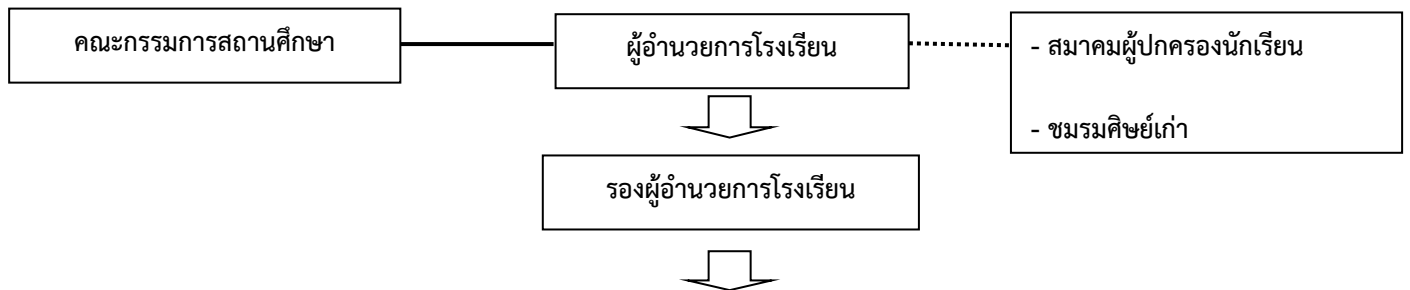 คณะกรรมการสถานศึกษา
ผู้อำนวยการโรงเรียน
- สมาคมผู้ปกครองนักเรียน
- ชมรมศิษย์เก่า
รองผู้อำนวยการโรงเรียน